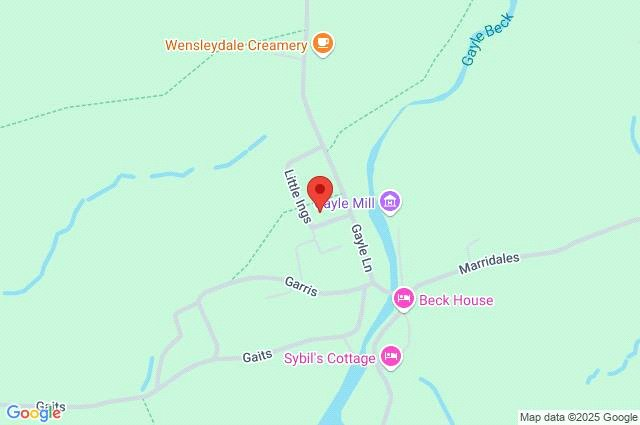 Gayle Beck
Wensleydale Creamery
Little Ings
Gayle Mill
Gayle Ln
Marridales
Garris
Beck House
Gaits
Sybil's Cottage
Gaits
Google
Map data ©2025 Google